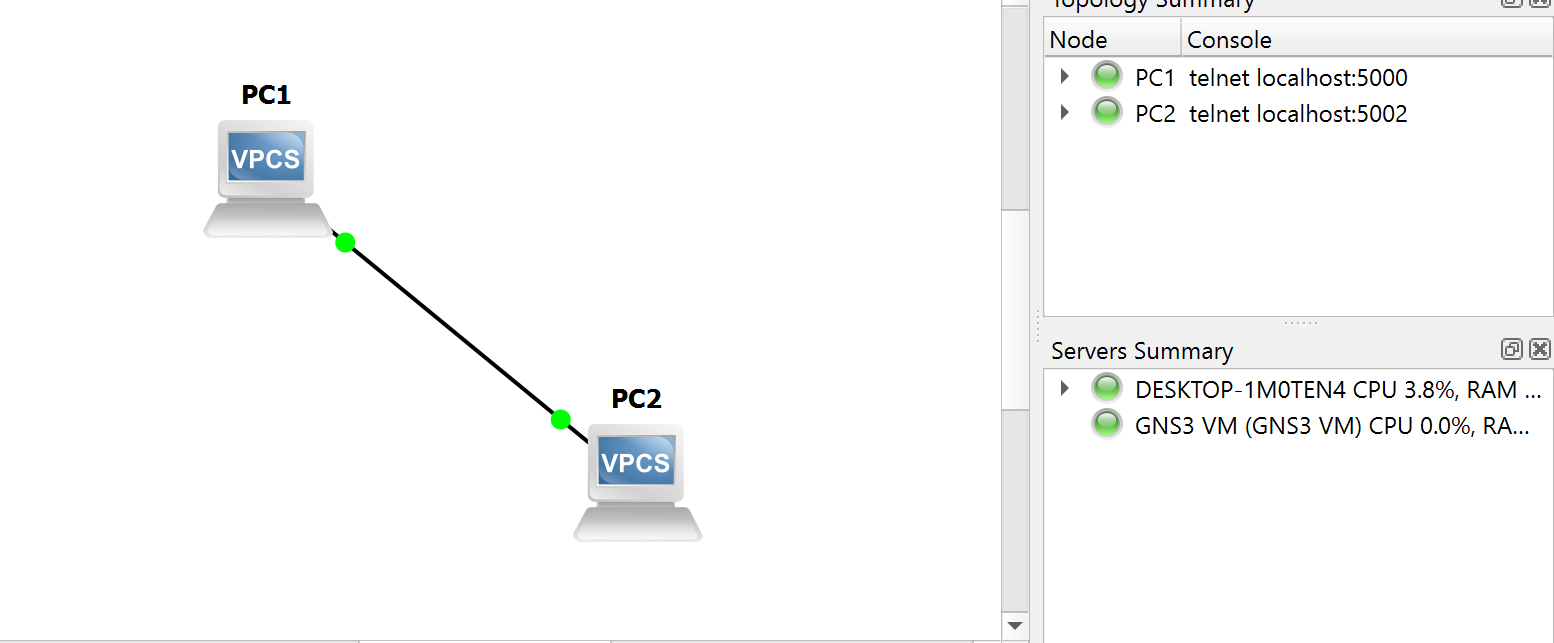 Topology Summary
Node Console
PC1 telnet localhost:5000
PC2 telnet localhost:5002
Servers Summary
DESKTOP-1M0TEN4 CPU 3.8%, RAM ...
GNS3 VM (GNS3 VM) CPU 0.0%, RA...
PC1
VPCS
PC2
VPCS